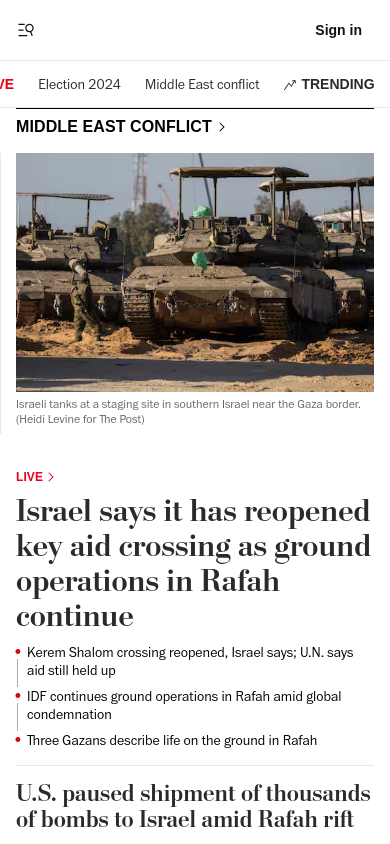 Sign in
VE
Election 2024
Middle East conflict
TRENDING
MIDDLE EAST CONFLICT
Israeli tanks at a staging site in southern Israel near the Gaza border.
(Heidi Levine for The Post)
LIVE
Israel says it has reopened
key aid crossing as ground
operations in Rafah
continue
Kerem Shalom crossing reopened, Israel says; U.N. says
aid still held up
IDF continues ground operations in Rafah amid global
condemnation
Three Gazans describe life on the ground in Rafah
U.S. paused shipment of thousands
of bombs to Israel amid Rafah rift